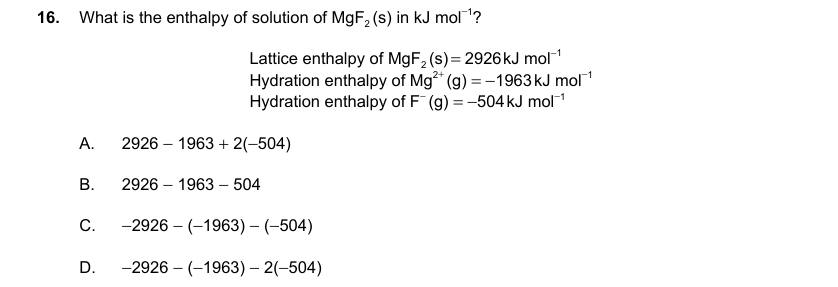 16. What is the enthalpy of solution of MgF₂(s) in kJ mol⁻¹?
Lattice enthalpy of MgF₂(s) = 2926 kJ mol⁻¹
Hydration enthalpy of Mg²⁺(g) = −1963 kJ mol⁻¹
Hydration enthalpy of F⁻(g) = −504 kJ mol⁻¹
A. 2926 − 1963 + 2(−504)
B. 2926 − 1963 − 504
C. −2926 − (−1963) − (−504)
D. −2926 − (−1963) − 2(−504)